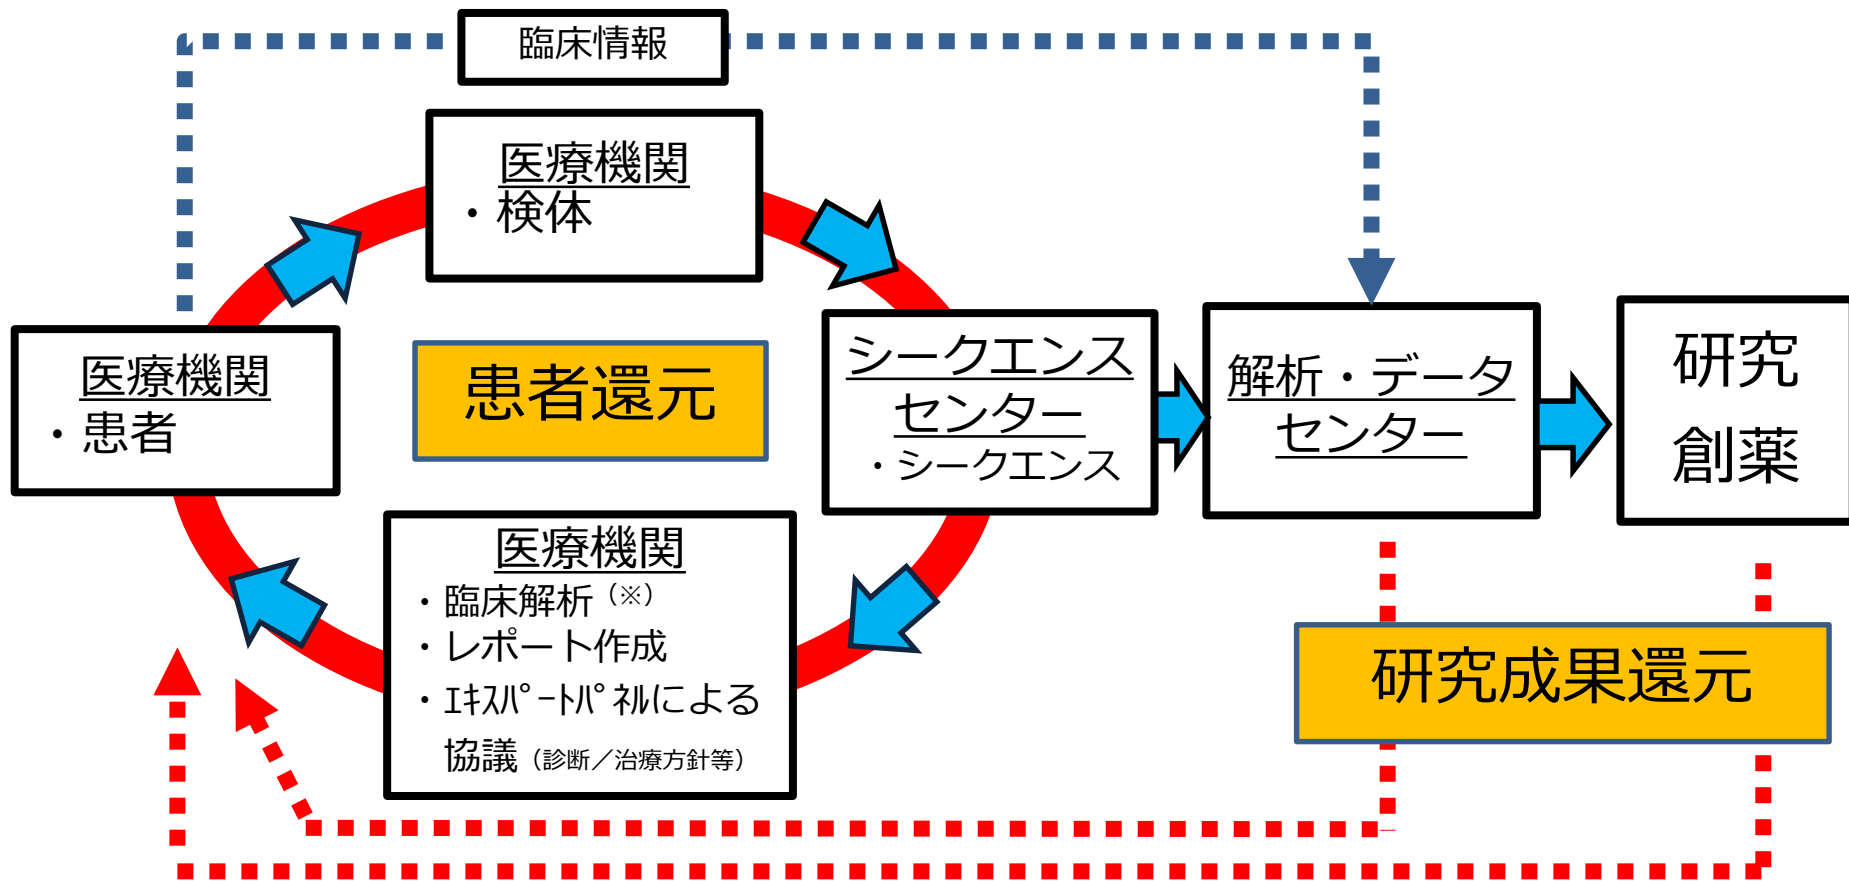 臨床情報
医療機関
・検体
医療機関
・患者
患者還元
シークエンス
センター
・シークエンス
解析・データ
センター
研究
創薬
医療機関
・臨床解析（※）
・レポート作成
・ｴｷｽﾊﾟｰﾄﾊﾟﾈﾙによる
協議（診断／治療方針等）
研究成果還元